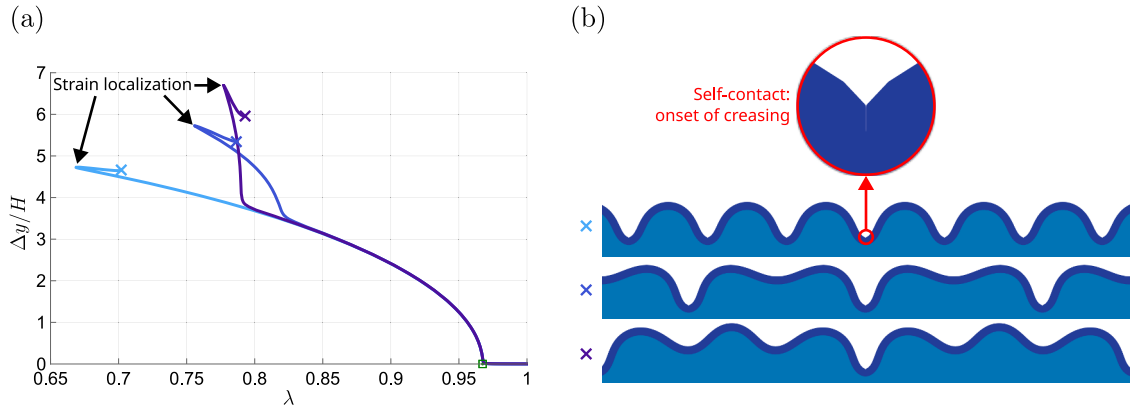 (a)
(b)
Strain localization
Δy/H
7
6
5
4
3
2
1
0
0.65
0.7
0.75
0.8
0.85
0.9
0.95
1
λ
Self-contact:
onset of creasing